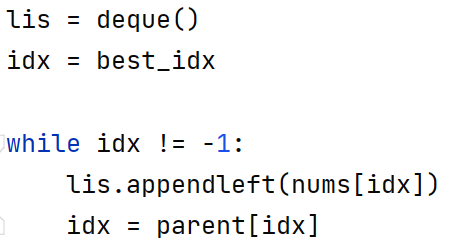 lis = deque()
idx = best_idx
while idx != -1:
    lis.appendleft(nums[idx])
    idx = parent[idx]